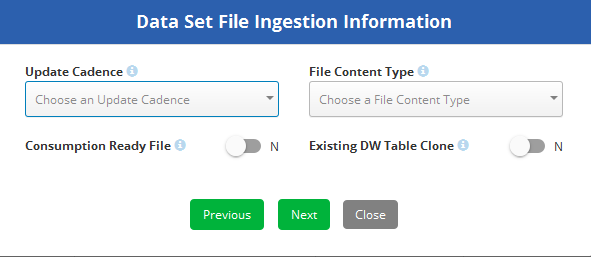 Data Set File Ingestion Information
Update Cadence
File Content Type
Choose an Update Cadence
Choose a File Content Type
Consumption Ready File
N
Existing DW Table Clone
N
Previous
Next
Close